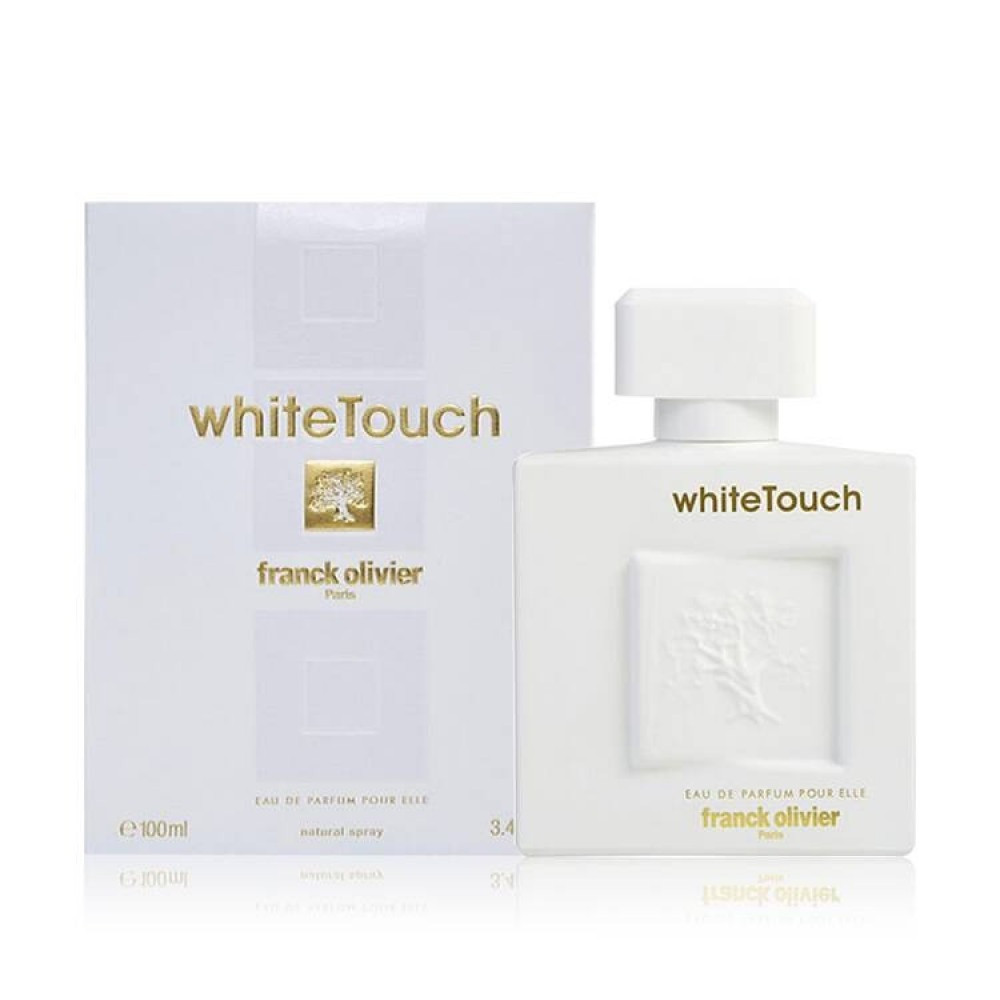 whiteTouch
franck olivier
Paris
EAU DE PARFUM POUR ELLE
e 100ml
natural spray
3.4
whiteTouch
EAU DE PARFUM POUR ELLE
franck olivier
Paris